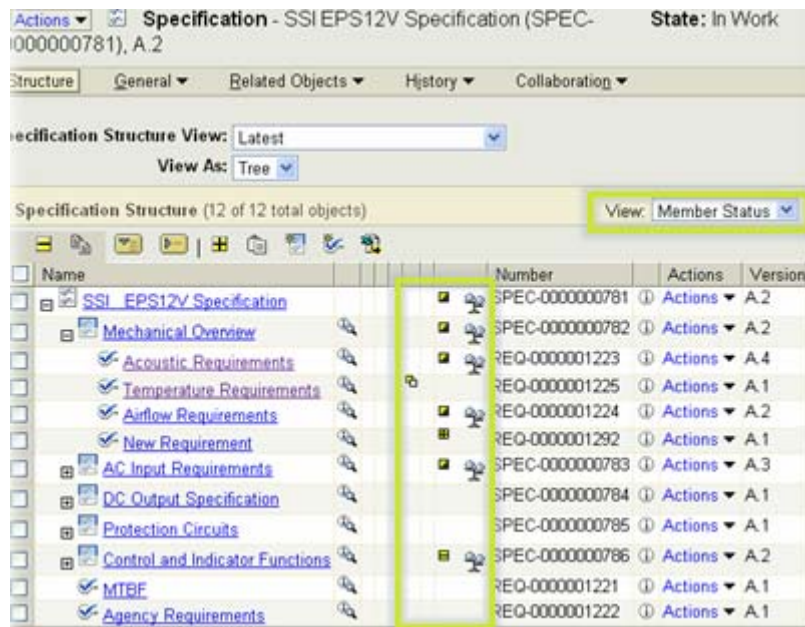 Actions Specification - SSI EPS12V Specification (SPEC- State: In Work
0000000781), A.2
Structure General Related Objects History Collaboration
ecification Structure View: Latest
View As: Tree
Specification Structure (12 of 12 total objects) View: Member Status
Name Number Actions Version
SSI_EPS12V Specification SPEC-0000000781 Actions A.2
Mechanical Overview SPEC-0000000782 Actions A.2
Acoustic Requirements REQ-0000001223 Actions A.4
Temperature Requirements REQ-0000001225 Actions A.1
Airflow Requirements REQ-0000001224 Actions A.2
New Requirement REQ-0000001292 Actions A.1
AC Input Requirements SPEC-0000000783 Actions A.3
DC Output Specification SPEC-0000000784 Actions A.1
Protection Circuits SPEC-0000000785 Actions A.1
Control and Indicator Functions SPEC-0000000786 Actions A.2
MTBF REQ-0000001221 Actions A.1
Agency Requirements REQ-0000001222 Actions A.1